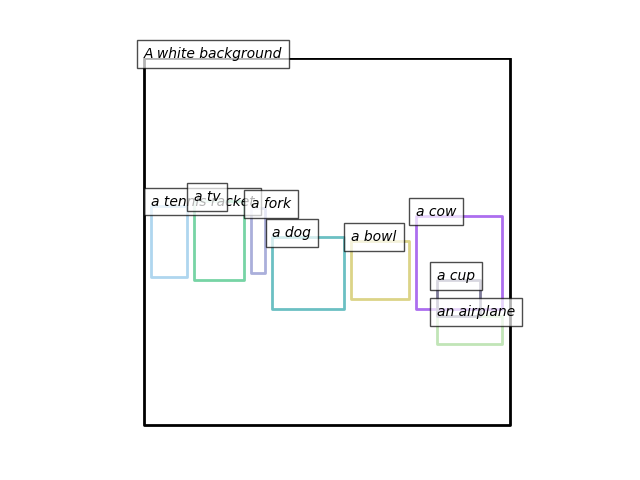 A white background
a tennis racket
a tv
a fork
a cow
a dog
a bowl
a cup
an airplane